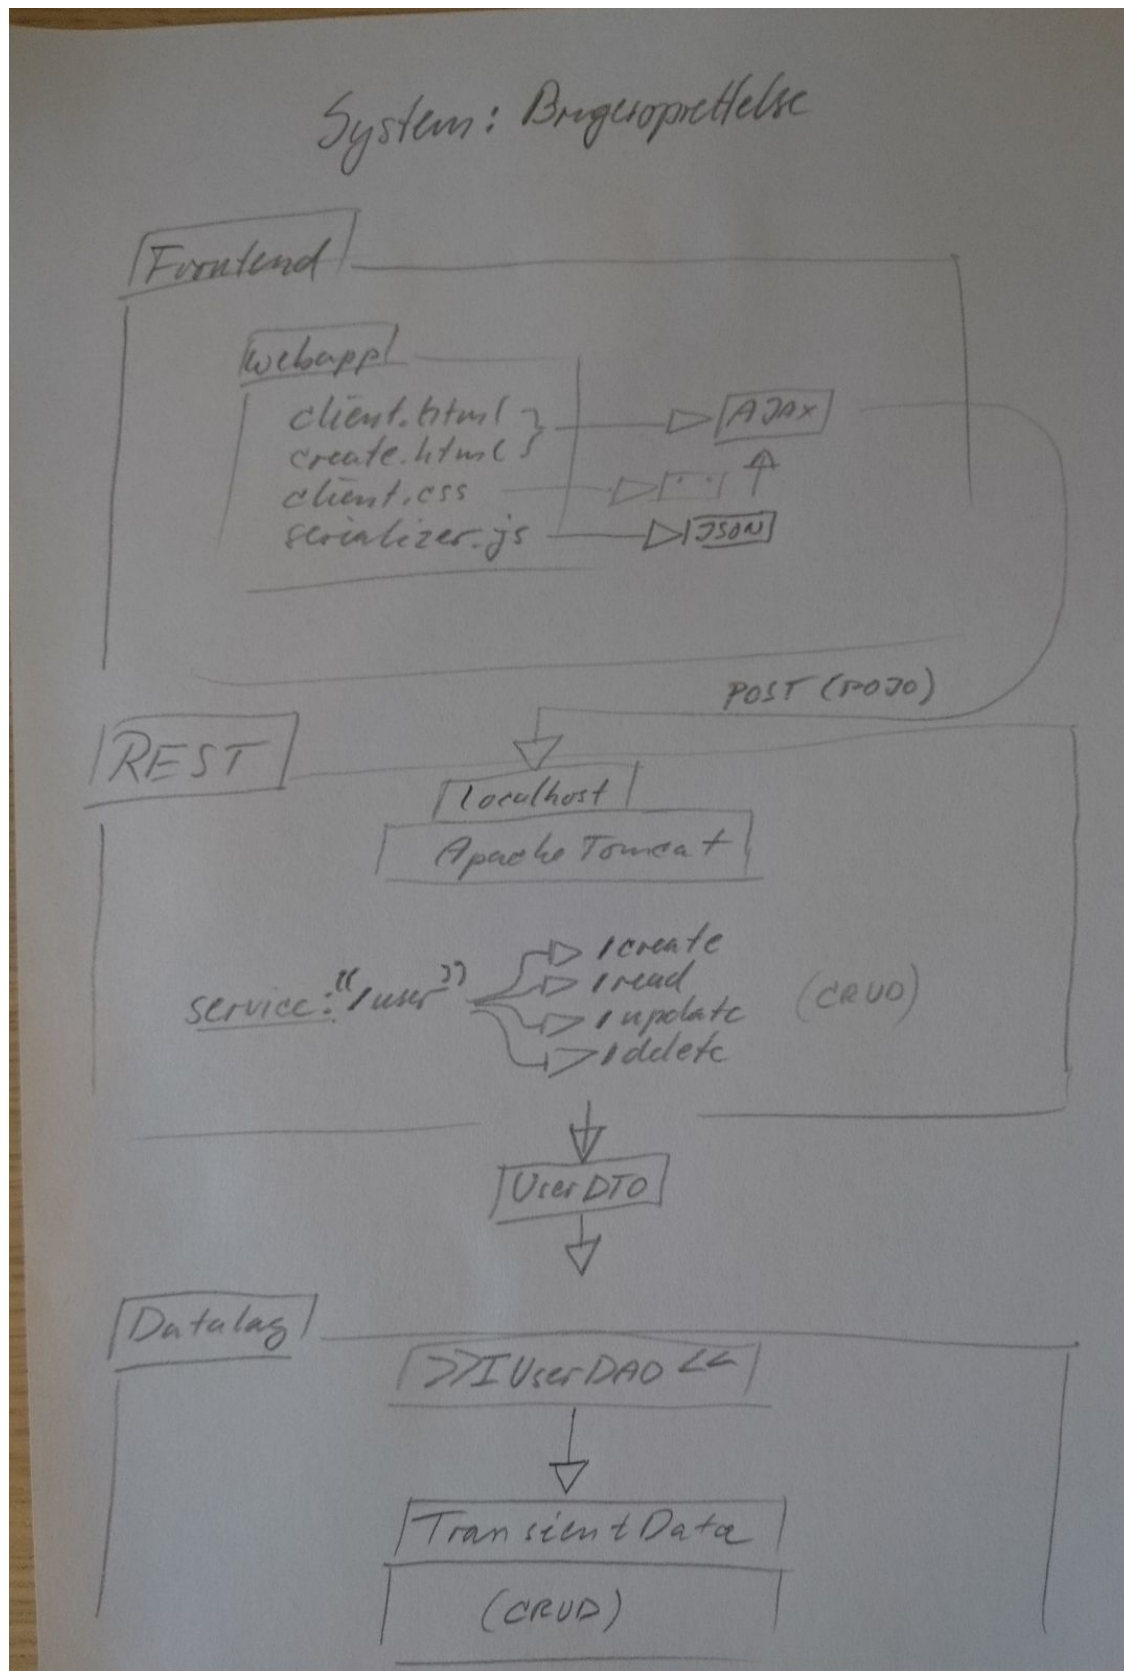 System: Brugeroprettelse
Frontend
webapp
client.html
AJAX
create.html
client.css
serializer.js
JSON
POST (POJO)
REST
localhost
Apache Tomcat
/create
/read
service: "/user"
(CRUD)
/update
/delete
UserDTO
Datalag
>>IUserDAO<<
TransientData
(CRUD)